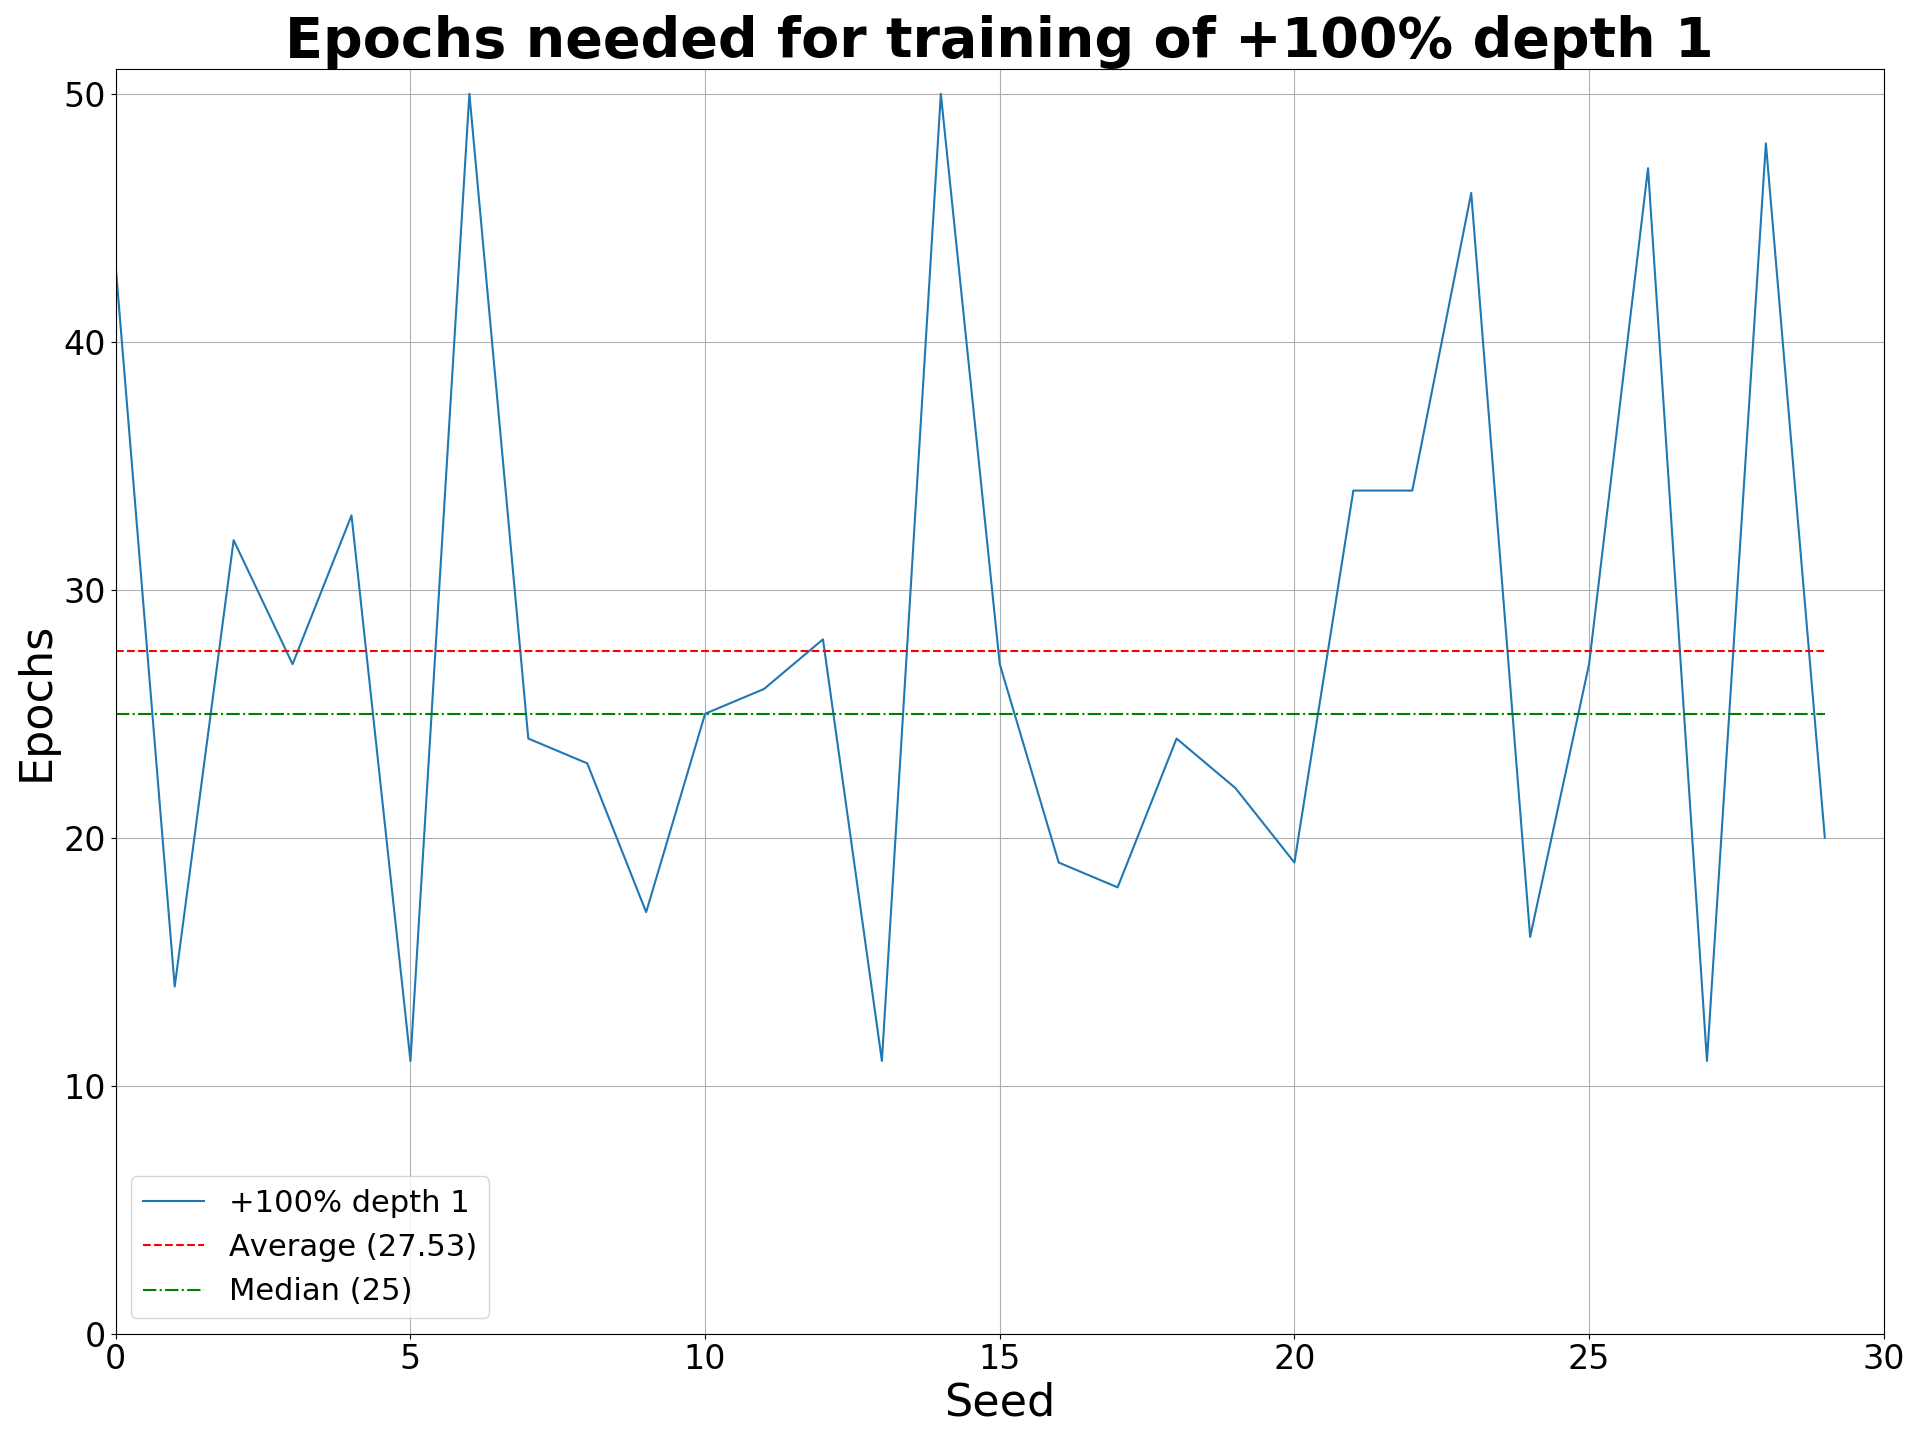 Epochs needed for training of +100% depth 1
50
40
30
20
10
0
Epochs
0 5 10 15 20 25 30
Seed
+100% depth 1
Average (27.53)
Median (25)